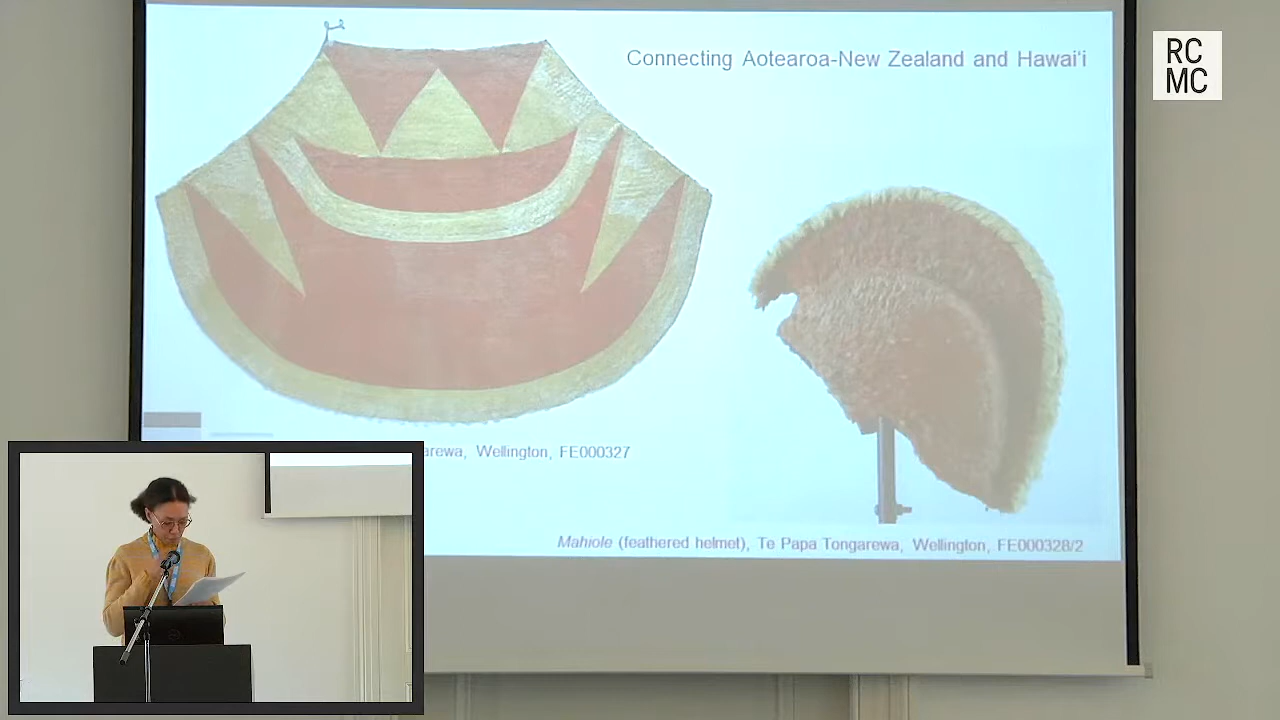 Connecting Aotearoa-New Zealand and Hawai'i
RC
MC
Wellington, FE000327
Mahiole (feathered helmet), Te Papa Tongarewa, Wellington, FE000328/2